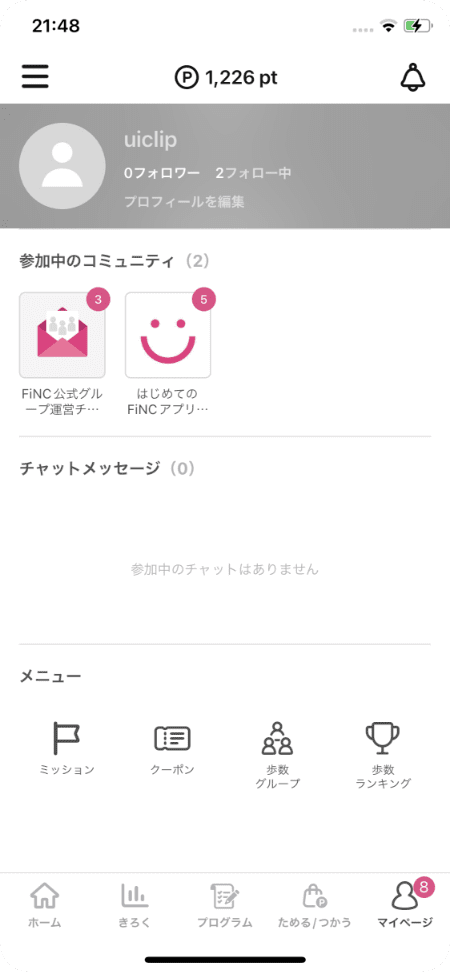 21:48
P 1,226 pt
uiclip
0フォロワー 2フォロー中
プロフィールを編集
参加中のコミュニティ (2)
3
5
FiNC公式グル
ープ運営チ…
はじめての
FiNCアプリ…
チャットメッセージ (0)
参加中のチャットはありません
メニュー
ミッション
クーポン
歩数
グループ
歩数
ランキング
8
ホーム
きろく
プログラム
P
ためる/つかう
マイページ